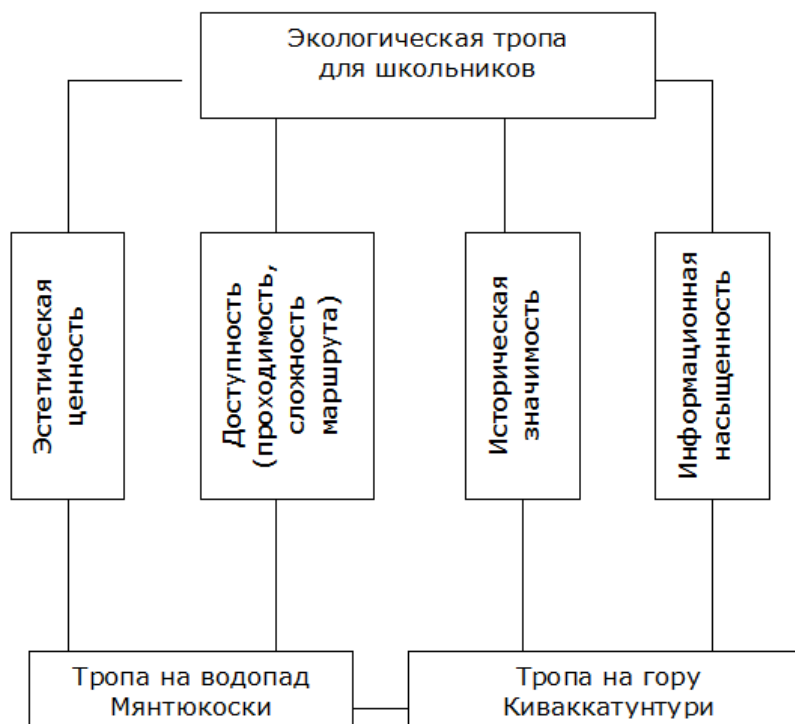 Экологическая тропа
для школьников
Эстетическая
ценность
Доступность
(проходимость,
сложность
маршрута)
Историческая
значимость
Информационная
насыщенность
Тропа на водопад
Мянтюкоски
Тропа на гору
Киваккатунтури